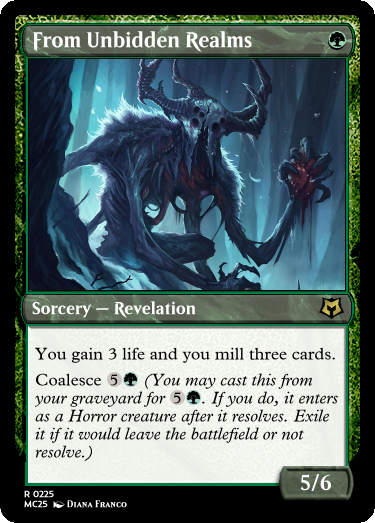 From Unbidden Realms
Sorcery — Revelation
You gain 3 life and you mill three cards.
Coalesce 5 (You may cast this from
your graveyard for 5. If you do, it enters
as a Horror creature after it resolves. Exile
it if it would leave the battlefield or not
resolve.)
5/6
R 0225
MC25 Diana Franco